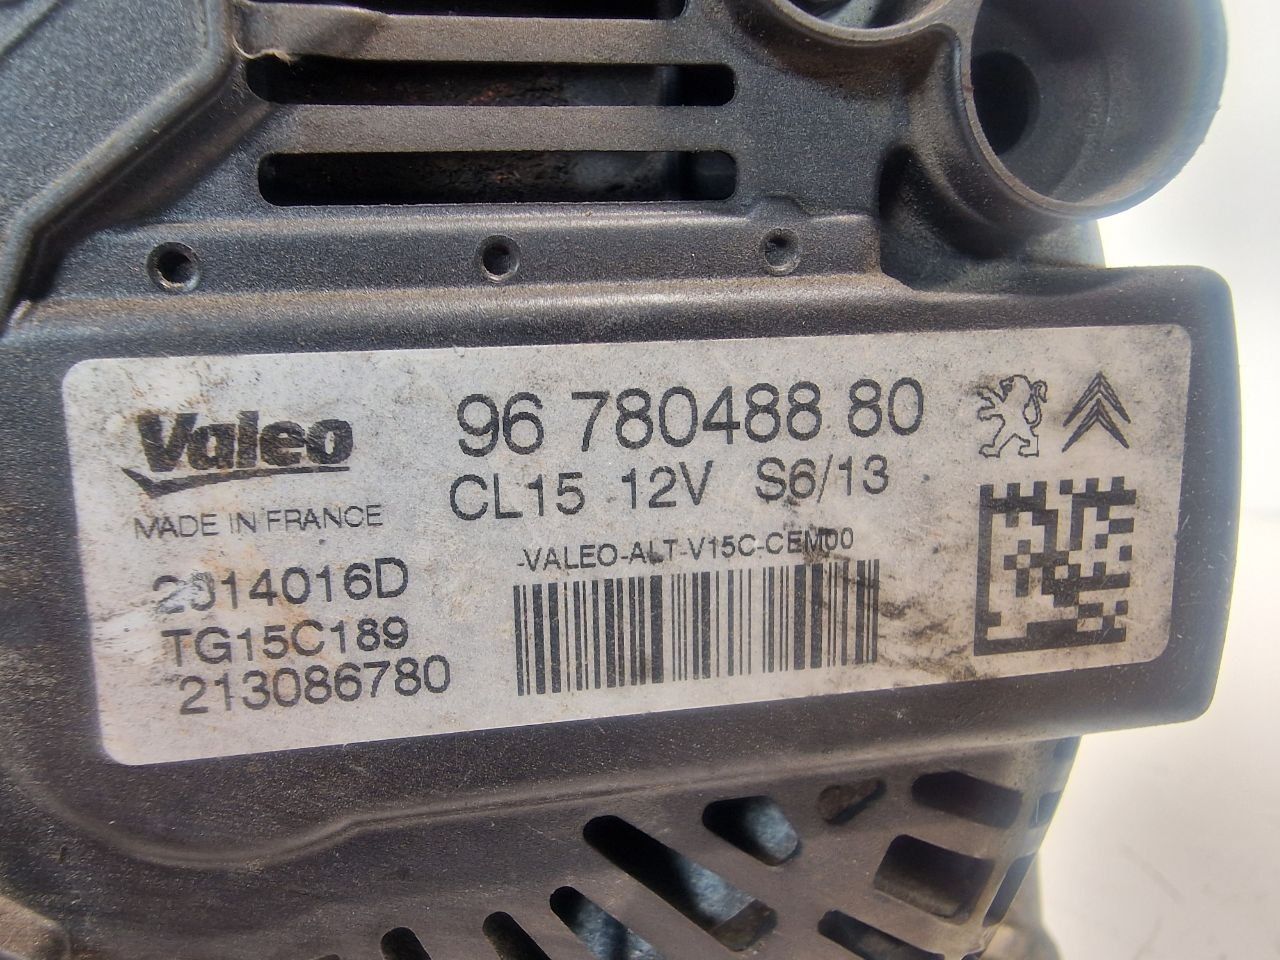 Valeo
MADE IN FRANCE
96 780488 80
CL15 12V S6/13
-VALEO-ALT-V15C-CEM00
2014016D
TG15C189
213086780